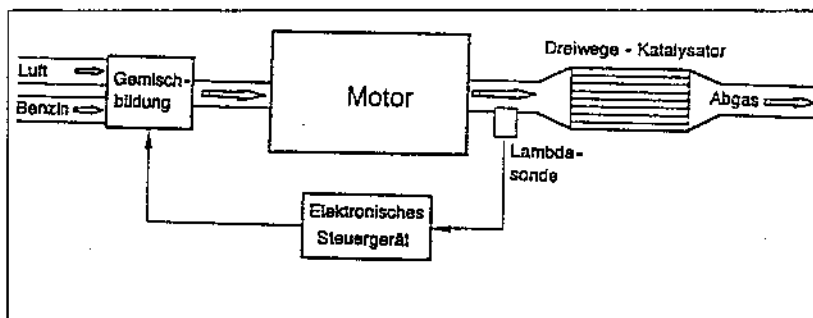 Dreiwege - Katalysator
Luft
Gemisch-
bildung
Benzin
Motor
Abgas
Lambda-
sonde
Elektronisches
Steuergerät